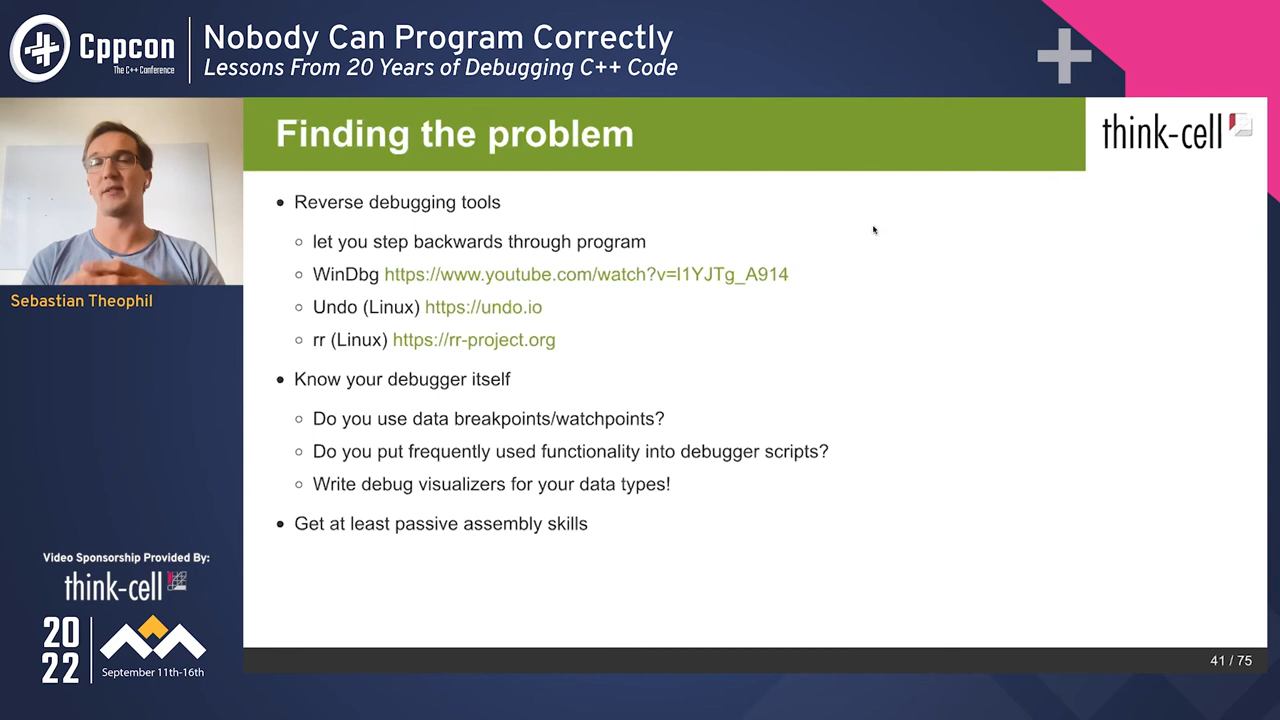 Cppcon
The C++ Conference
Nobody Can Program Correctly
Lessons From 20 Years of Debugging C++ Code
think-cell
Finding the problem
Sebastian Theophil
• Reverse debugging tools
◦ let you step backwards through program
◦ WinDbg https://www.youtube.com/watch?v=l1YJTg_A914
◦ Undo (Linux) https://undo.io
◦ rr (Linux) https://rr-project.org
• Know your debugger itself
◦ Do you use data breakpoints/watchpoints?
◦ Do you put frequently used functionality into debugger scripts?
◦ Write debug visualizers for your data types!
• Get at least passive assembly skills
Video Sponsorship Provided By:
think-cell
20
22
September 11th-16th
41 / 75